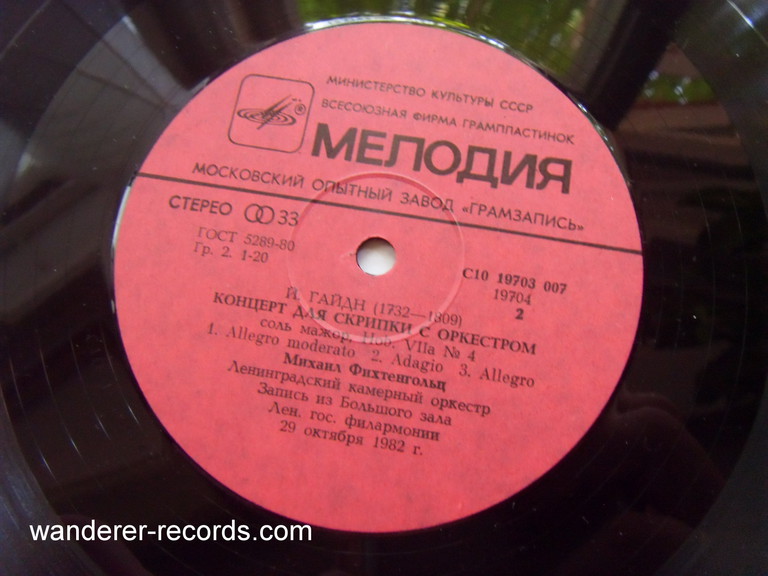 МИНИСТЕРСТВО КУЛЬТУРЫ СССР
ВСЕСОЮЗНАЯ ФИРМА ГРАМПЛАСТИНОК
®
МЕЛОДИЯ
МОСКОВСКИЙ ОПЫТНЫЙ ЗАВОД «ГРАМЗАПИСЬ»
СТЕРЕО 33
ГОСТ 5289-80
Гр. 2. 1-20
С10 19703 007
19704
2
Й. ГАЙДН (1732—1809)
КОНЦЕРТ ДЛЯ СКРИПКИ С ОРКЕСТРОМ
соль мажор, Hob. VIIa № 4
1. Allegro moderato 2. Adagio 3. Allegro
Михаил Фихтенгольц
Ленинградский камерный оркестр
Запись из Большого зала
Лен. гос. филармонии
29 октября 1982 г.
wanderer-records.com